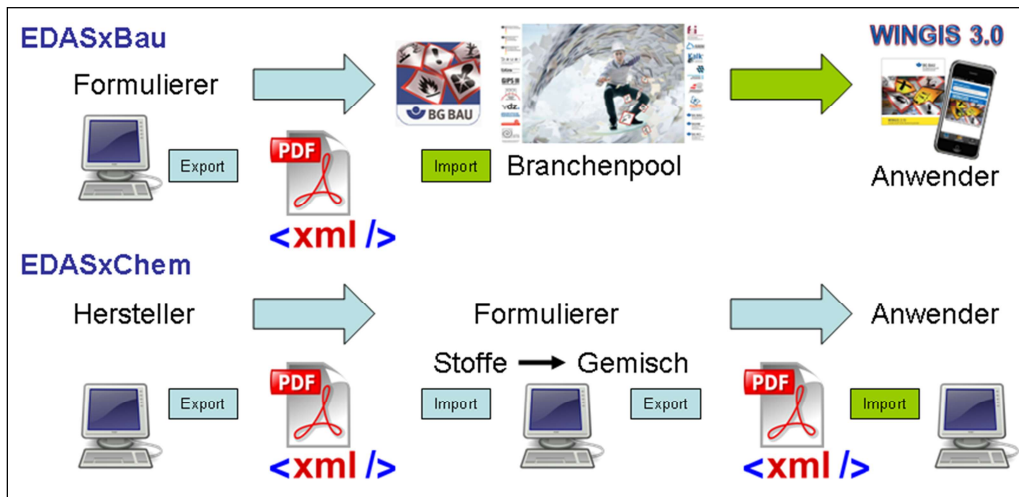 EDASxBau
WINGIS 3.0
Formulierer
BG BAU
PDF
Export
Import
Branchenpool
Anwender
<xml />
EDASxChem
Hersteller
Formulierer
Anwender
Stoffe Gemisch
PDF
PDF
Export
Import
Export
Import
<xml />
<xml />